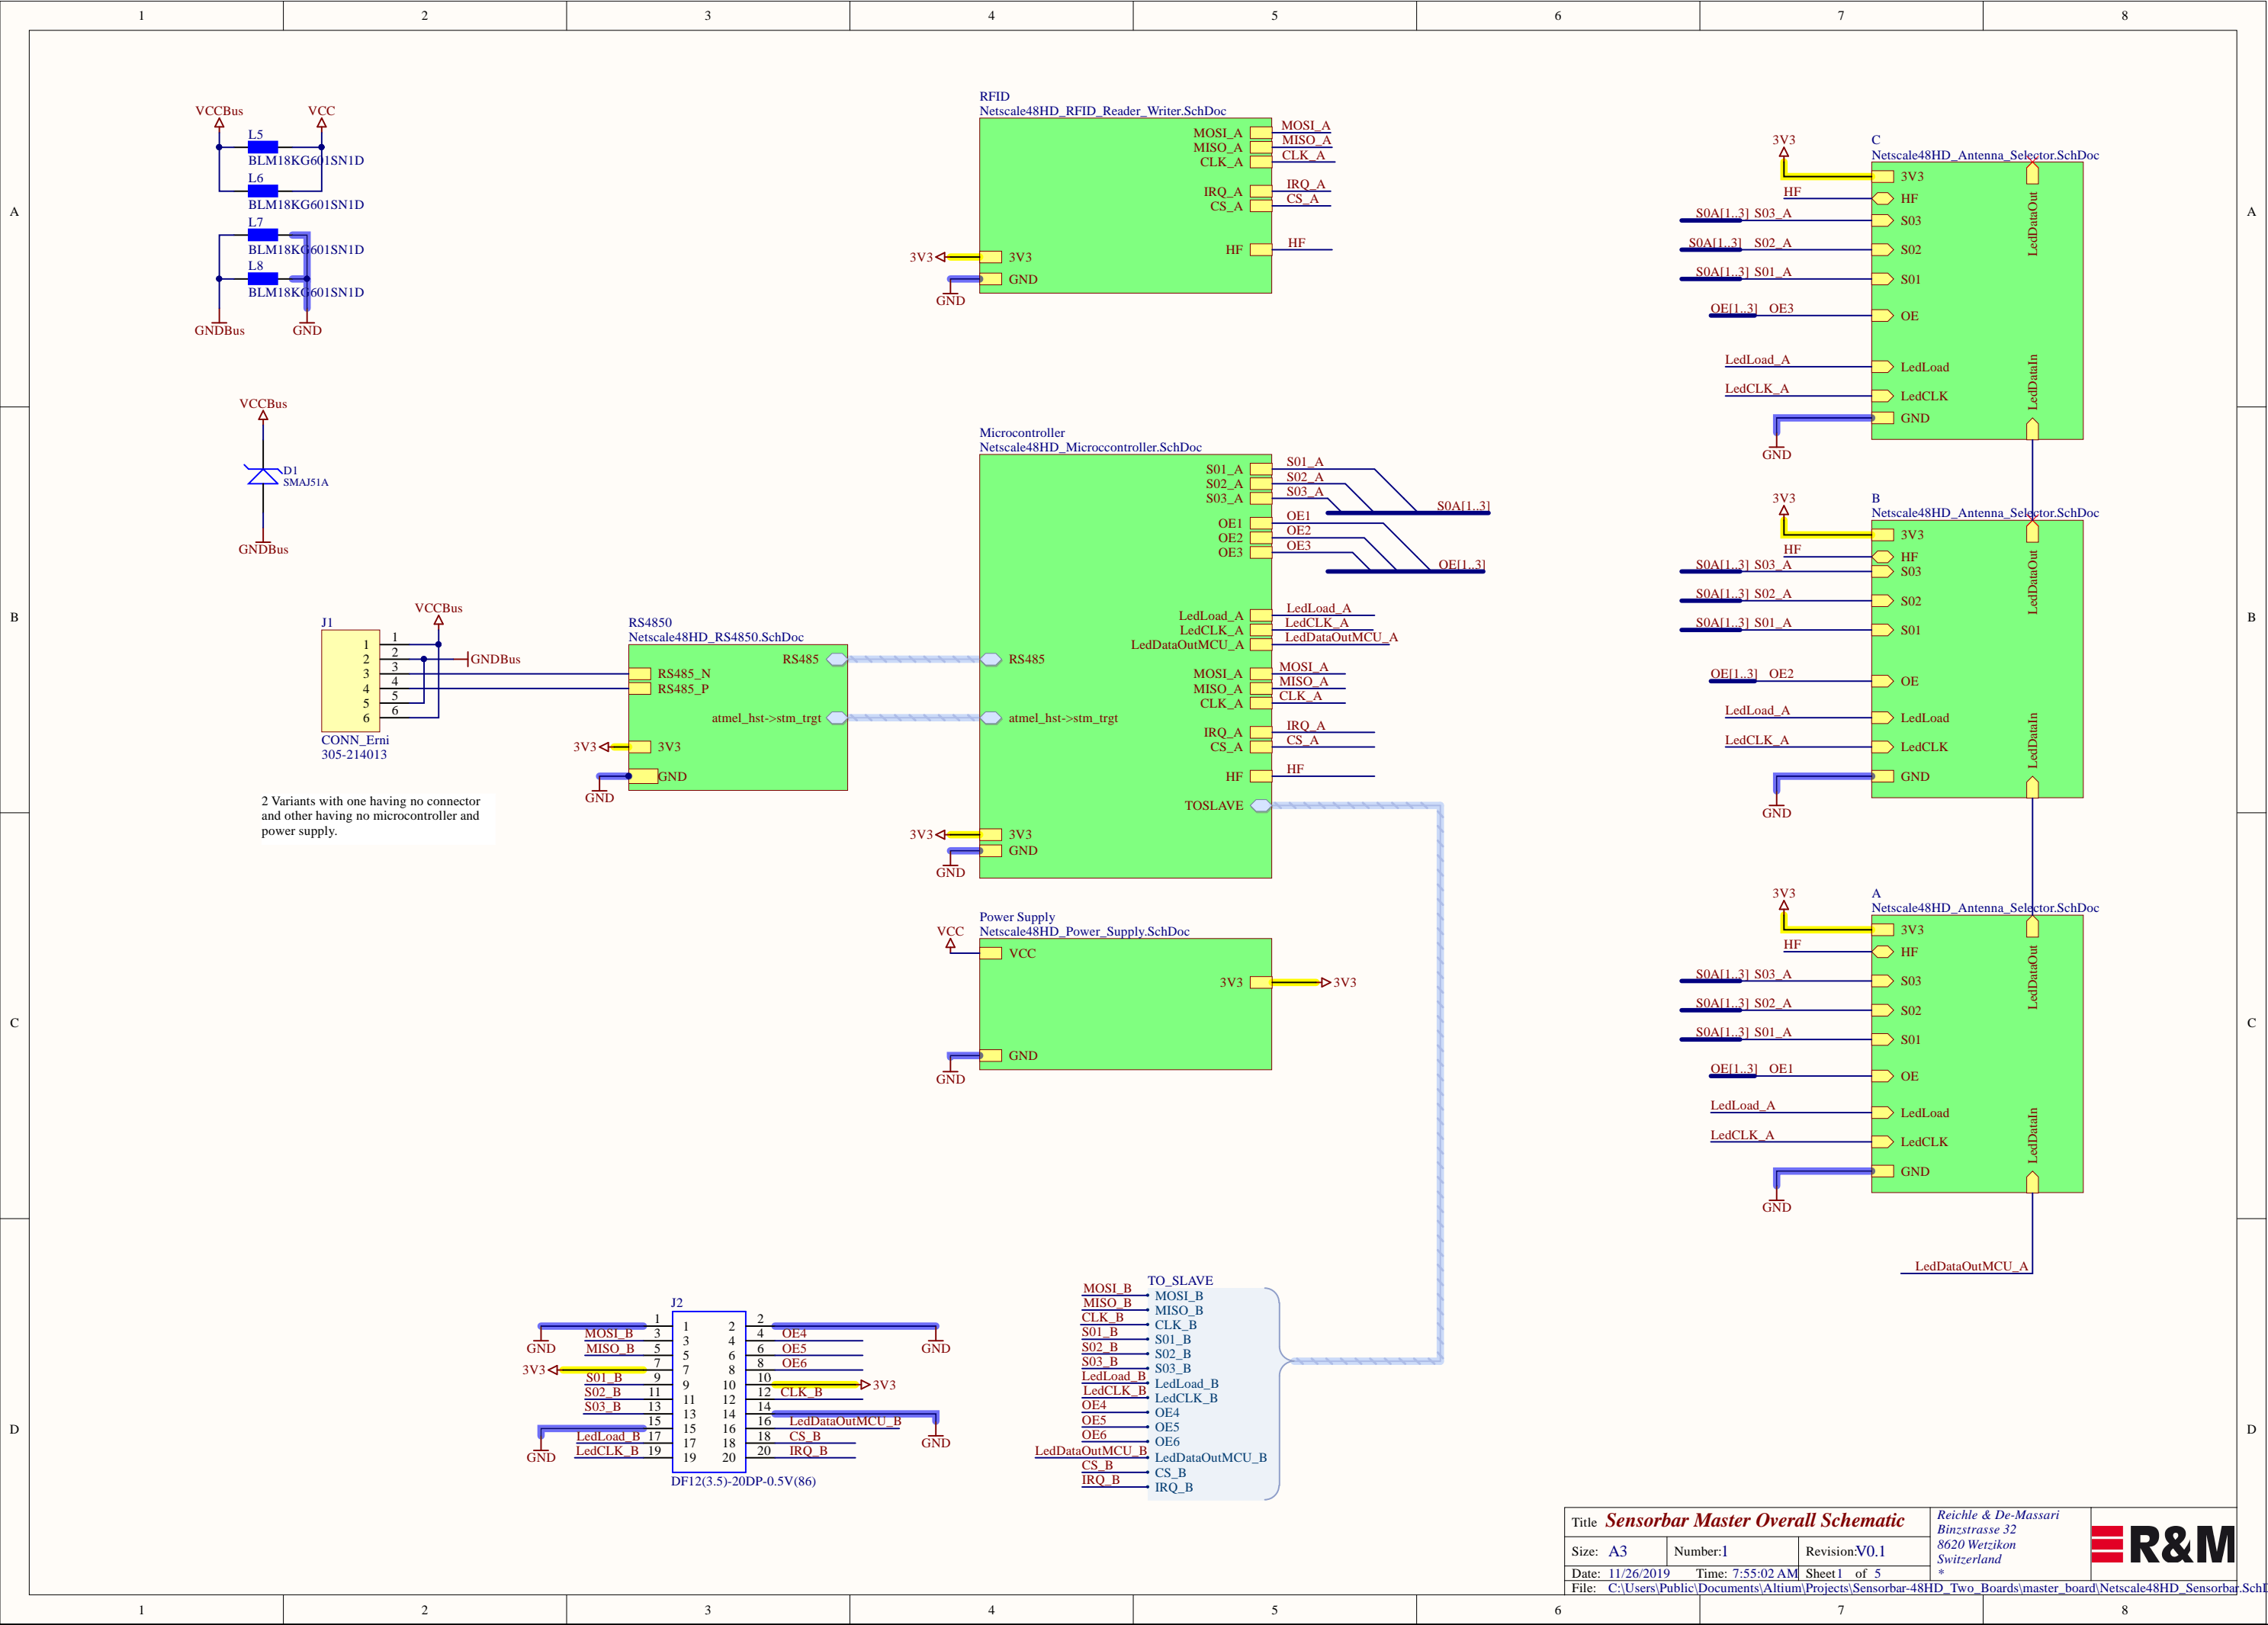 1 2 3 4 5 6 7 8
A
B
C
D
A
B
C
D
VCCBus
VCC
L5
BLM18KG601SN1D
L6
BLM18KG601SN1D
L7
BLM18KG601SN1D
L8
BLM18KG601SN1D
GNDBus
GND
VCCBus
D1
SMAJ51A
GNDBus
J1
VCCBus
1 1
2 2
3 3
4 4
5 5
6 6
GNDBus
CONN_Erni
305-214013
2 Variants with one having no connector
and other having no microcontroller and
power supply.
RS4850
Netscale48HD_RS4850.SchDoc
RS485
RS485_N
RS485_P
atmel_hst->stm_trgt
3V3 3V3
GND
GND
RFID
Netscale48HD_RFID_Reader_Writer.SchDoc
MOSI_A MOSI_A
MISO_A MISO_A
CLK_A CLK_A
IRQ_A IRQ_A
CS_A CS_A
HF HF
3V3 3V3
GND
GND
Microcontroller
Netscale48HD_Microccontroller.SchDoc
S01_A S01_A
S02_A S02_A
S03_A S03_A
S0A[1..3]
OE1 OE1
OE2 OE2
OE3 OE3
OE[1..3]
LedLoad_A LedLoad_A
LedCLK_A LedCLK_A
LedDataOutMCU_A LedDataOutMCU_A
RS485
MOSI_A MOSI_A
MISO_A MISO_A
CLK_A CLK_A
atmel_hst->stm_trgt
IRQ_A IRQ_A
CS_A CS_A
HF HF
TOSLAVE
3V3 3V3
GND
GND
Power Supply
Netscale48HD_Power_Supply.SchDoc
VCC
VCC
3V3 3V3
GND
GND
C
Netscale48HD_Antenna_Selector.SchDoc
3V3
3V3
HF HF
S0A[1..3] S03_A S03
S0A[1..3] S02_A S02
S0A[1..3] S01_A S01
OE[1..3] OE3 OE
LedLoad_A LedLoad
LedCLK_A LedCLK
GND
GND
LedDataOut
LedDataIn
B
Netscale48HD_Antenna_Selector.SchDoc
3V3
3V3
HF HF
S0A[1..3] S03_A S03
S0A[1..3] S02_A S02
S0A[1..3] S01_A S01
OE[1..3] OE2 OE
LedLoad_A LedLoad
LedCLK_A LedCLK
GND
GND
LedDataOut
LedDataIn
A
Netscale48HD_Antenna_Selector.SchDoc
3V3
3V3
HF HF
S0A[1..3] S03_A S03
S0A[1..3] S02_A S02
S0A[1..3] S01_A S01
OE[1..3] OE1 OE
LedLoad_A LedLoad
LedCLK_A LedCLK
GND
GND
LedDataOut
LedDataIn
LedDataOutMCU_A
J2
1 1 2 2
GND GND
MOSI_B 3 3 4 4 OE4
MISO_B 5 5 6 6 OE5
3V3 7 7 8 8 OE6
S01_B 9 9 10 10 3V3
S02_B 11 11 12 12 CLK_B
S03_B 13 13 14 14
15 15 16 16 LedDataOutMCU_B
LedLoad_B 17 17 18 18 CS_B
LedCLK_B 19 19 20 20 IRQ_B
GND GND
DF12(3.5)-20DP-0.5V(86)
TO_SLAVE
MOSI_B MOSI_B
MISO_B MISO_B
CLK_B CLK_B
S01_B S01_B
S02_B S02_B
S03_B S03_B
LedLoad_B LedLoad_B
LedCLK_B LedCLK_B
OE4 OE4
OE5 OE5
OE6 OE6
LedDataOutMCU_B LedDataOutMCU_B
CS_B CS_B
IRQ_B IRQ_B
Title Sensorbar Master Overall Schematic
Size: A3 Number:1 Revision:V0.1
Date: 11/26/2019 Time: 7:55:02 AM Sheet1 of 5
File: C:\Users\Public\Documents\Altium\Projects\Sensorbar-48HD_Two_Boards\master_board\Netscale48HD_Sensorbar.SchD
Reichle & De-Massari
Binzstrasse 32
8620 Wetzikon
Switzerland
*
R&M
1 2 3 4 5 6 7 8